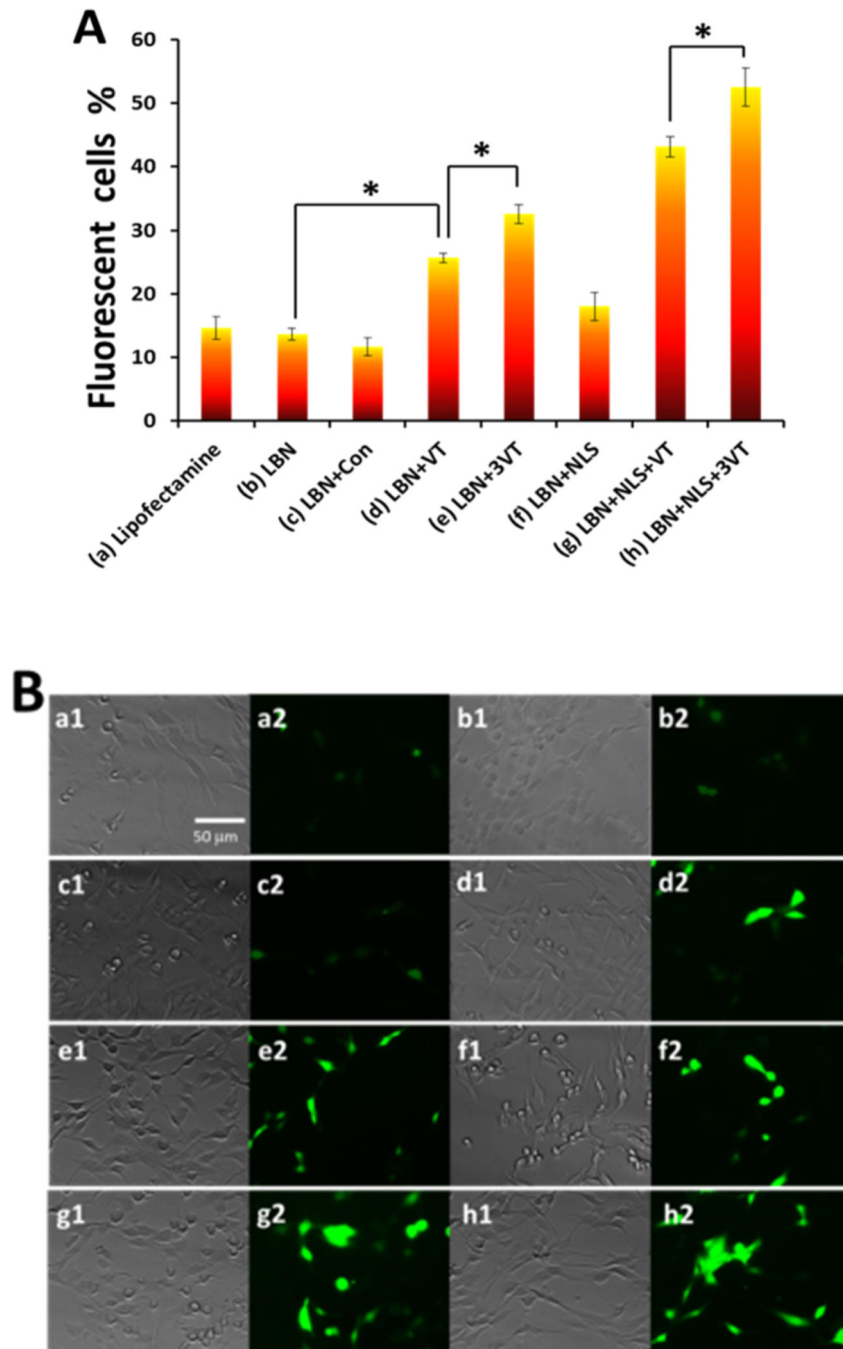 A
Fluorescent cells %
60
50
40
30
20
10
0
*
*
*
(a) Lipofectamine
(b) LBN
(c) LBN+Con
(d) LBN+VT
(e) LBN+3VT
(f) LBN+NLS
(g) LBN+NLS+VT
(h) LBN+NLS+3VT
B
a1 a2 b1 b2
50 µm
c1 c2 d1 d2
e1 e2 f1 f2
g1 g2 h1 h2